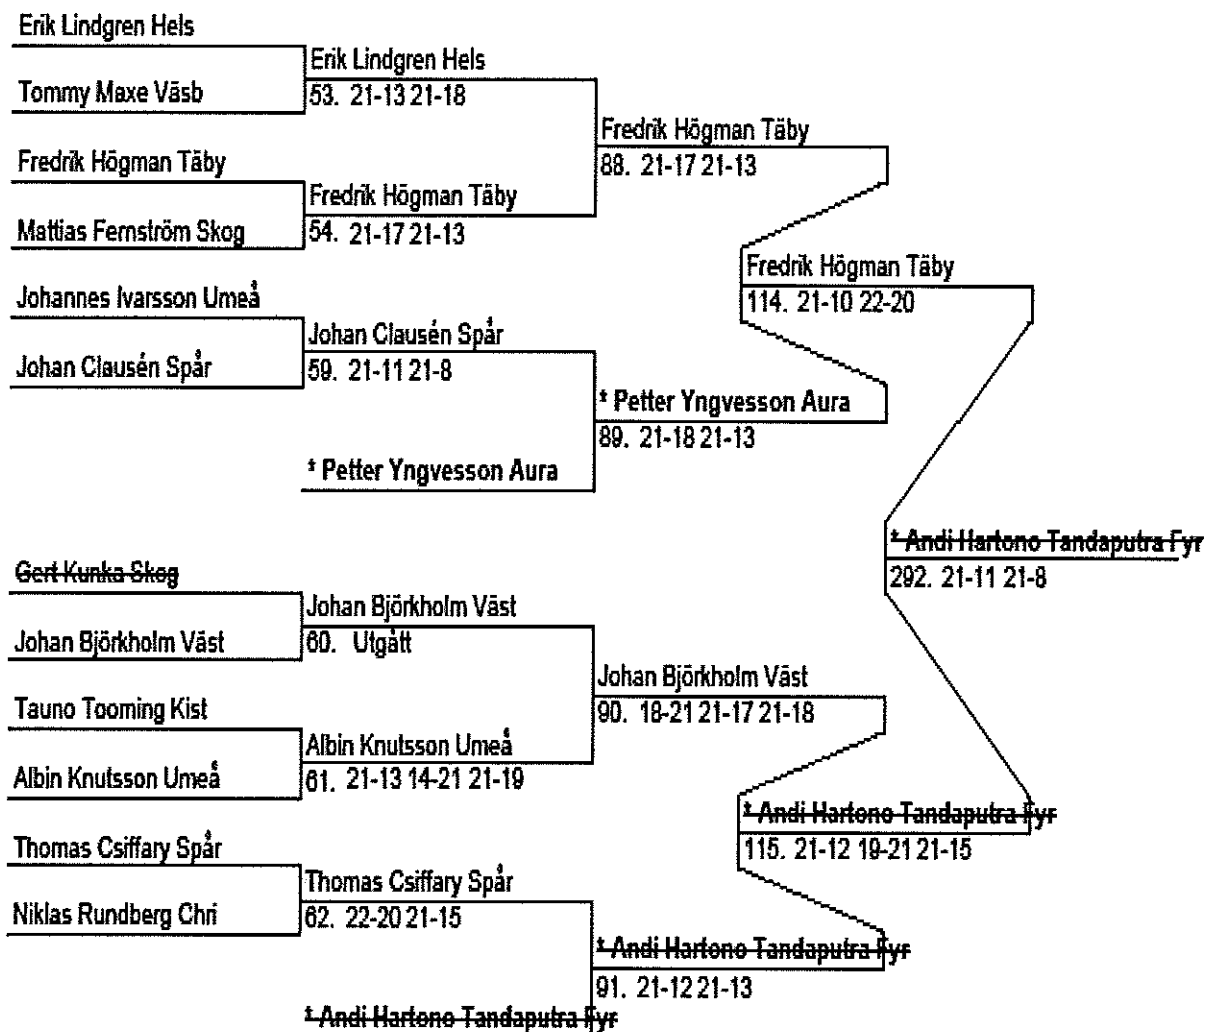 Erik Lindgren Hels
Erik Lindgren Hels
Tommy Maxe Väsb
53. 21-13 21-18
Fredrik Högman Täby
Fredrik Högman Täby
88. 21-17 21-13
Fredrik Högman Täby
Mattias Fernström Skog
54. 21-17 21-13
Fredrik Högman Täby
Johannes Ivarsson Umeå
114. 21-10 22-20
Johan Clausén Spår
Johan Clausén Spår
59. 21-11 21-8
* Petter Yngvesson Aura
89. 21-18 21-13
* Petter Yngvesson Aura
* Andi Hartono Tandaputra Fyr
Gert Kunka Skog
292. 21-11 21-8
Johan Björkholm Väst
Johan Björkholm Väst
60. Utgått
Johan Björkholm Väst
Tauno Tooming Kist
90. 18-21 21-17 21-18
Albin Knutsson Umeå
Albin Knutsson Umeå
61. 21-13 14-21 21-19
* Andi Hartono Tandaputra Fyr
Thomas Csiffary Spår
115. 21-12 19-21 21-15
Thomas Csiffary Spår
Niklas Rundberg Chri
62. 22-20 21-15
* Andi Hartono Tandaputra Fyr
91. 21-12 21-13
* Andi Hartono Tandaputra Fyr